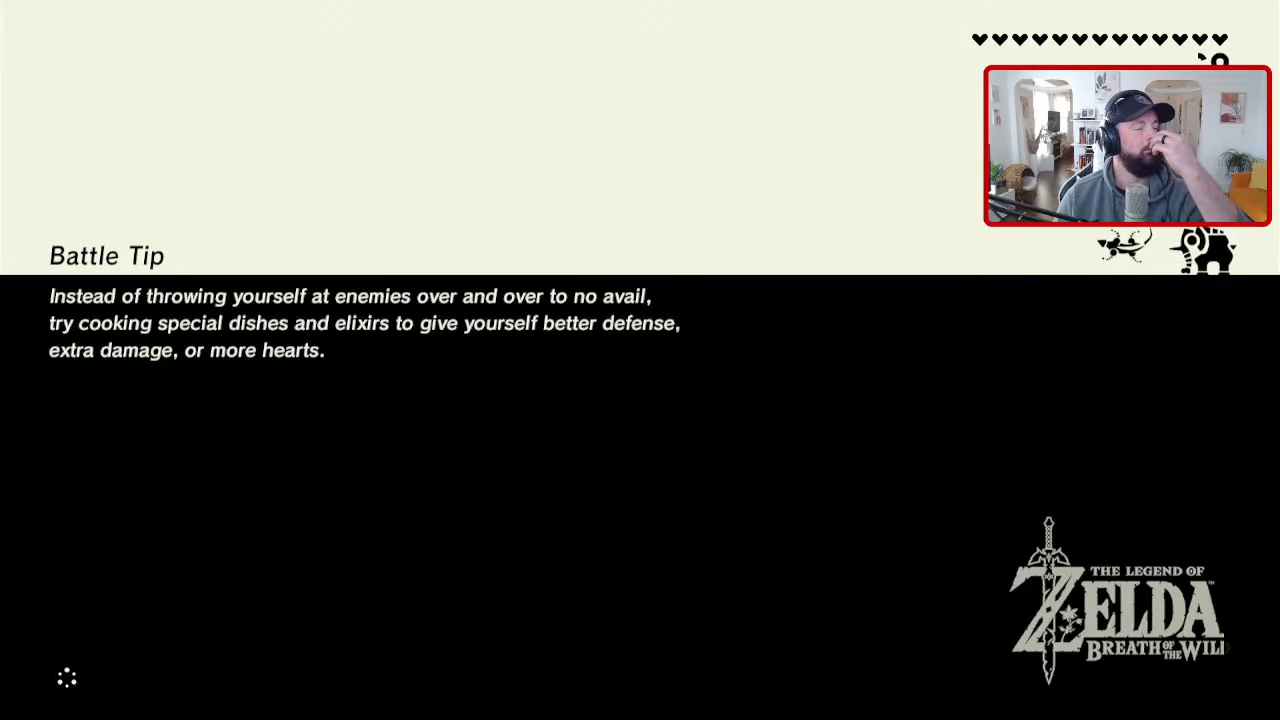 Battle Tip
Instead of throwing yourself at enemies over and over to no avail,
try cooking special dishes and elixirs to give yourself better defense,
extra damage, or more hearts.
THE LEGEND OF
ZELDA
BREATH OF THE WILD